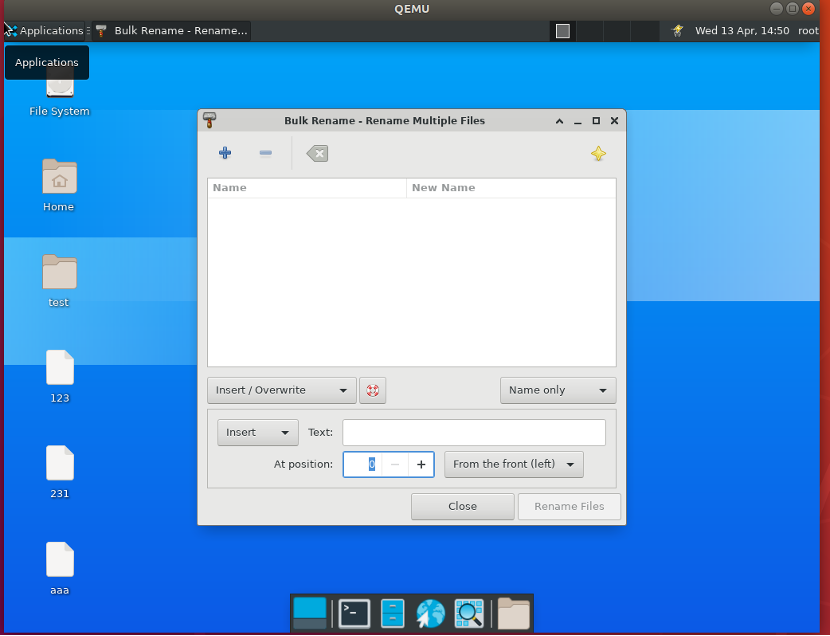 QEMU
Applications
Bulk Rename - Rename...
Wed 13 Apr, 14:50
root
Applications
File System
Home
test
123
231
aaa
Bulk Rename - Rename Multiple Files
Name
New Name
Insert / Overwrite
Name only
Insert
Text:
At position:
0
From the front (left)
Close
Rename Files